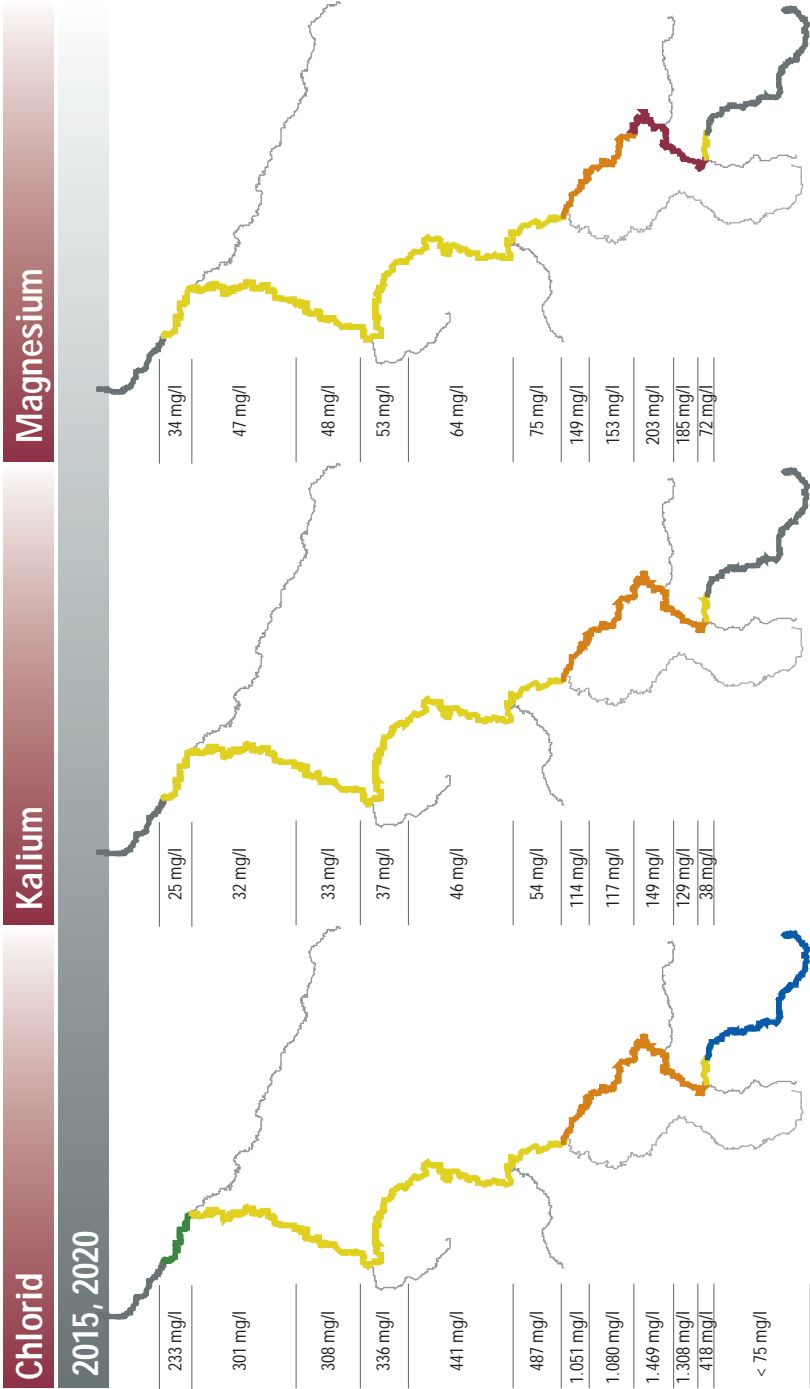 2015, 2020
Chlorid
233 mg/l
301 mg/l
308 mg/l
336 mg/l
441 mg/l
487 mg/l
1.051 mg/l
1.080 mg/l
1.469 mg/l
1.308 mg/l
418 mg/l
< 75 mg/l
Kalium
25 mg/l
32 mg/l
33 mg/l
37 mg/l
46 mg/l
54 mg/l
114 mg/l
117 mg/l
149 mg/l
129 mg/l
38 mg/l
Magnesium
34 mg/l
47 mg/l
48 mg/l
53 mg/l
64 mg/l
75 mg/l
149 mg/l
153 mg/l
203 mg/l
185 mg/l
72 mg/l